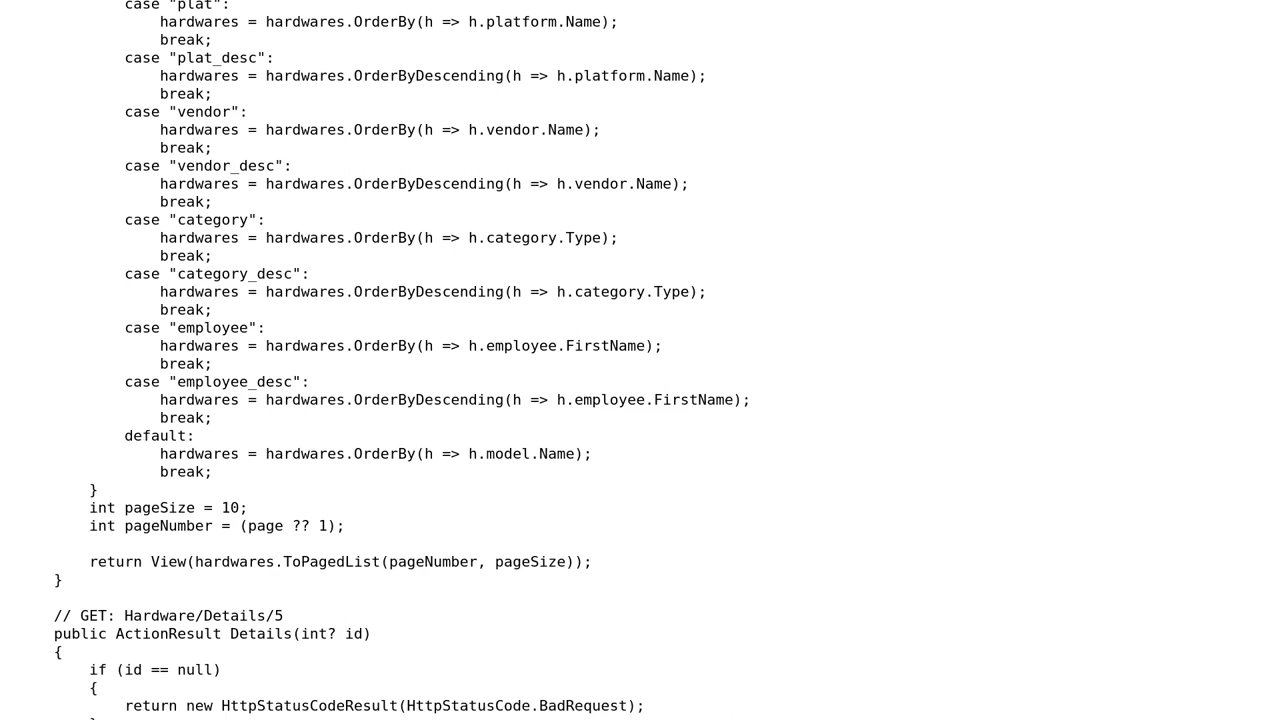 case "plat":
hardwares = hardwares.OrderBy(h => h.platform.Name);
break;
case "plat_desc":
hardwares = hardwares.OrderByDescending(h => h.platform.Name);
break;
case "vendor":
hardwares = hardwares.OrderBy(h => h.vendor.Name);
break;
case "vendor_desc":
hardwares = hardwares.OrderByDescending(h => h.vendor.Name);
break;
case "category":
hardwares = hardwares.OrderBy(h => h.category.Type);
break;
case "category_desc":
hardwares = hardwares.OrderByDescending(h => h.category.Type);
break;
case "employee":
hardwares = hardwares.OrderBy(h => h.employee.FirstName);
break;
case "employee_desc":
hardwares = hardwares.OrderByDescending(h => h.employee.FirstName);
break;
default:
hardwares = hardwares.OrderBy(h => h.model.Name);
break;
}
int pageSize = 10;
int pageNumber = (page ?? 1);
return View(hardwares.ToPagedList(pageNumber, pageSize));
}
// GET: Hardware/Details/5
public ActionResult Details(int? id)
{
if (id == null)
{
return new HttpStatusCodeResult(HttpStatusCode.BadRequest);
}